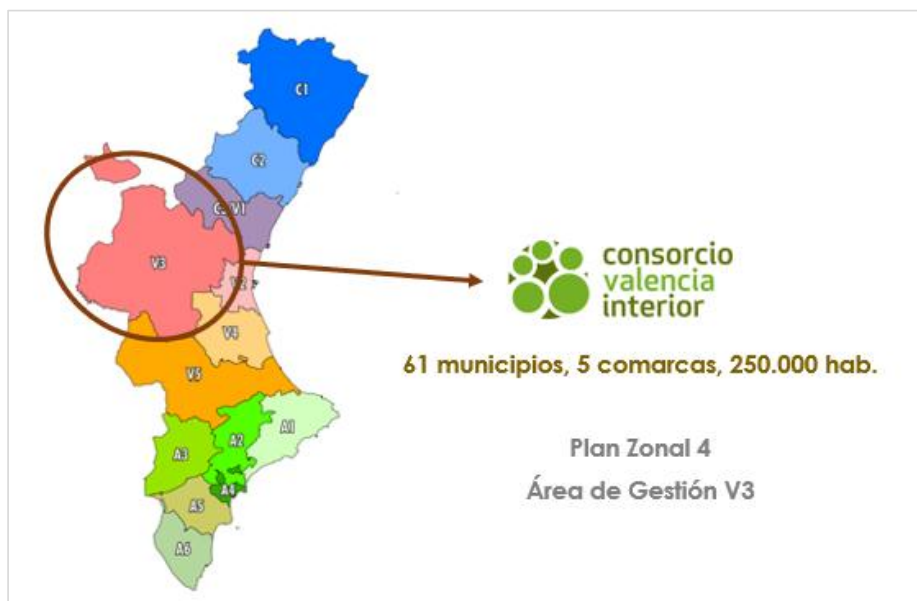 C1
C2
C3/V1
V3
V2
V4
V5
A1
A2
A3
A4
A5
A6
consorcio
valencia
interior
61 municipios, 5 comarcas, 250.000 hab.
Plan Zonal 4
Área de Gestión V3